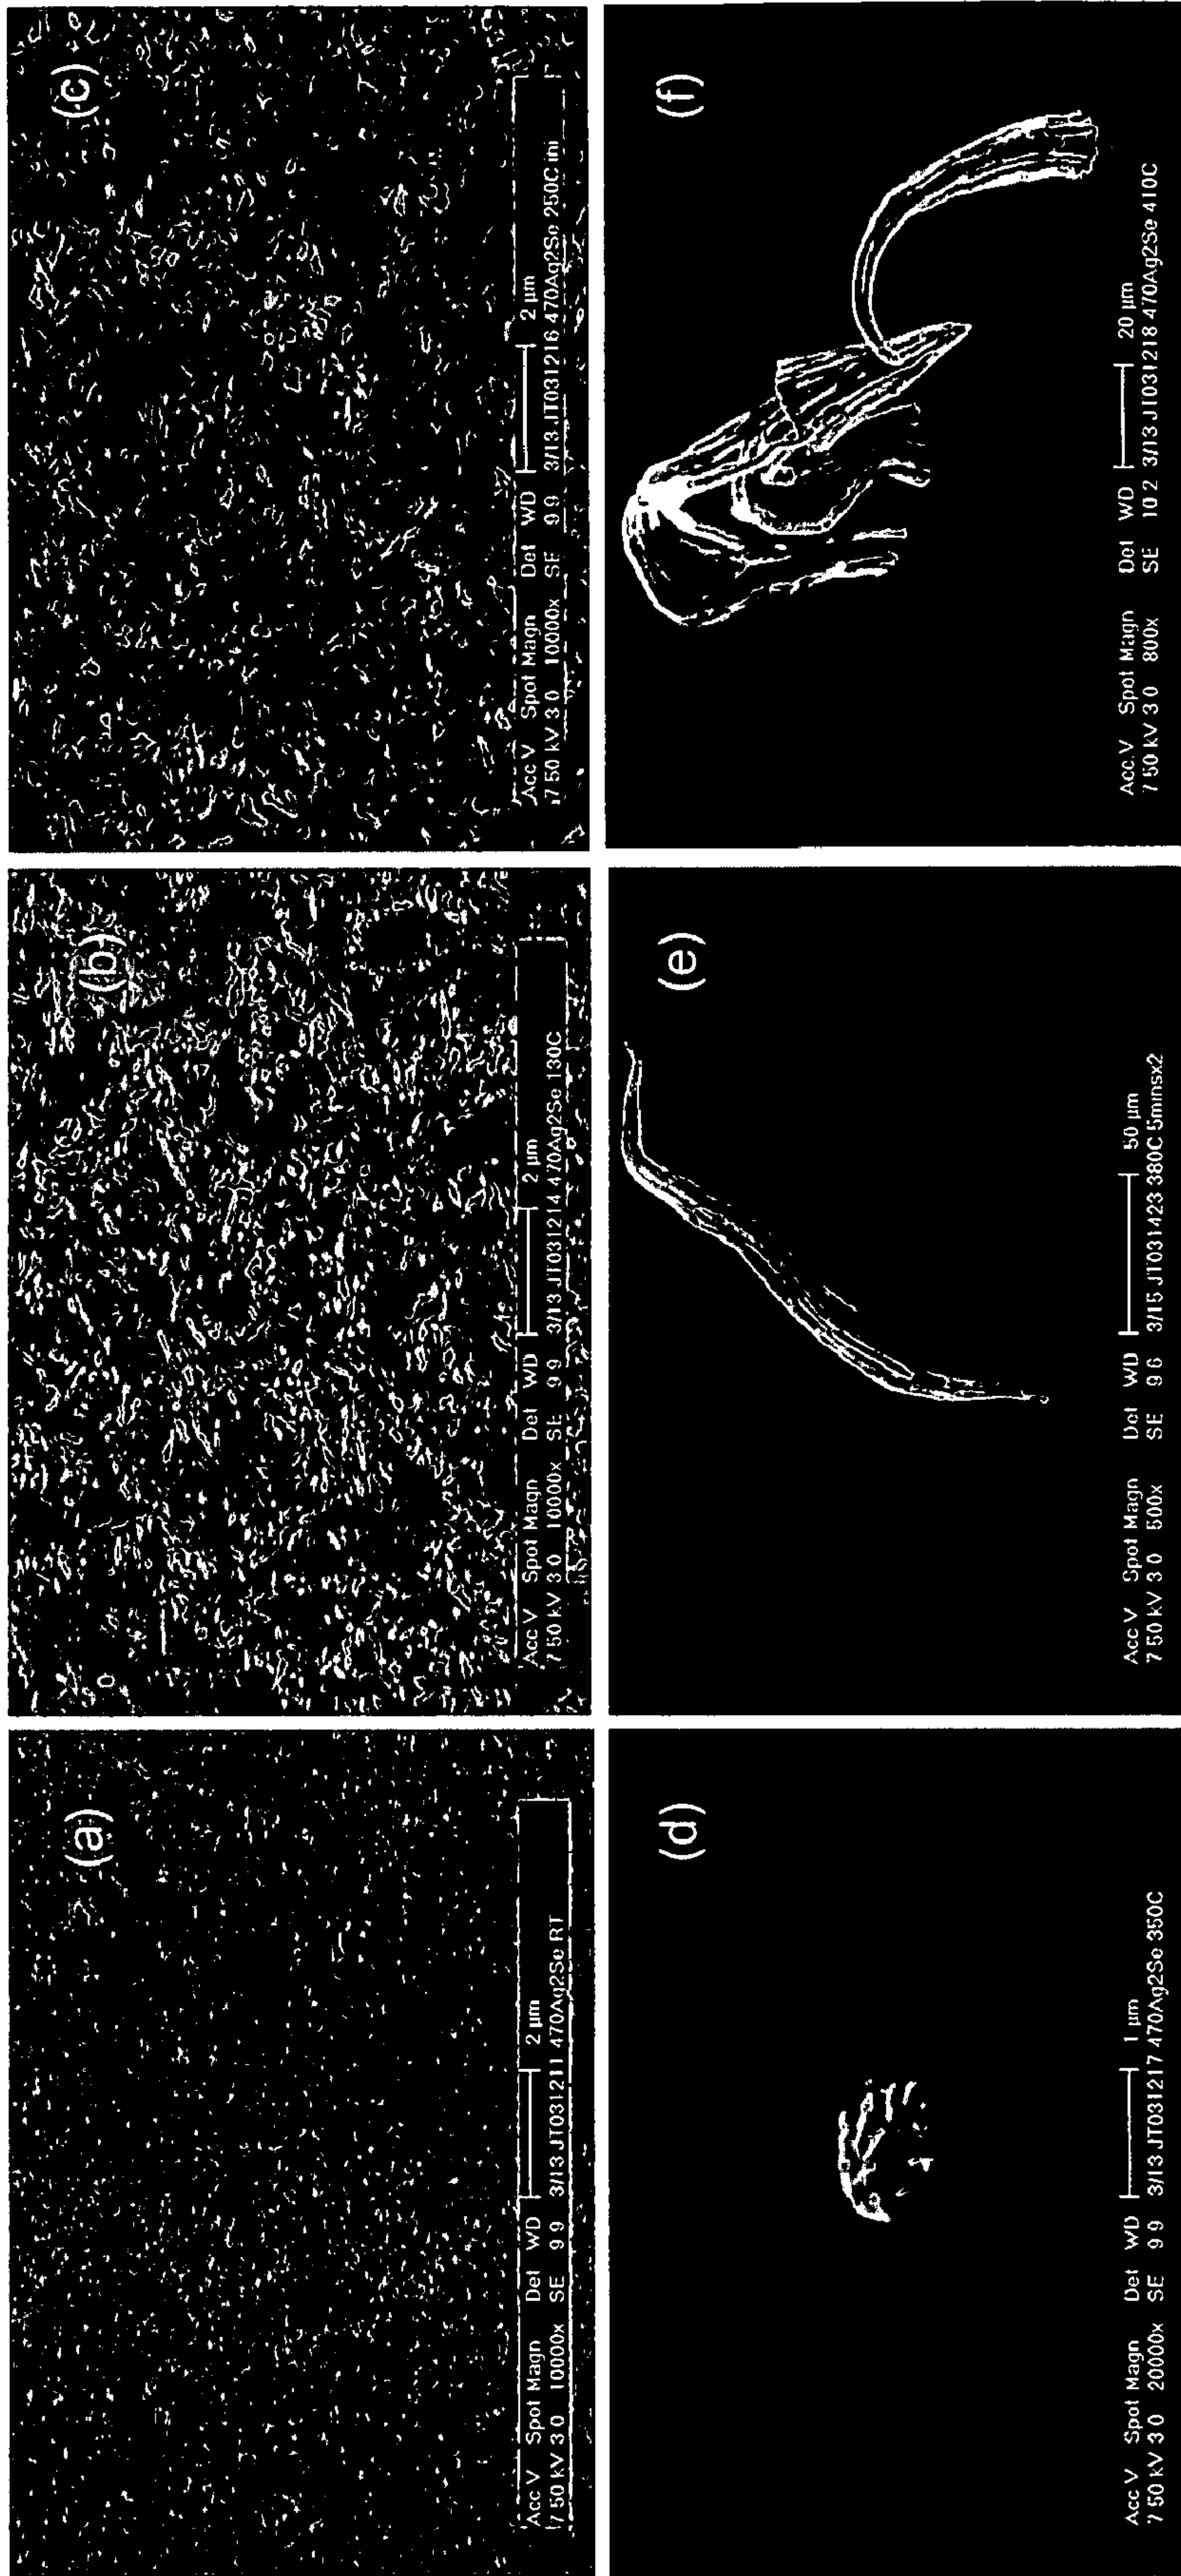 (a)
Acc V Spot Magn Det WD 2 µm
7 50 kV 3 0 10000x SE 9 9 3/13 JT031211 470Ag2Se RT
(b)
Acc V Spot Magn Det WD 2 µm
7 50 kV 3 0 10000x SE 9 9 3/13 JT031214 470Ag2Se 130C
(c)
Acc V Spot Magn Det WD 2 µm
7 50 kV 3 0 10000x SE 9 9 3/13 JT031216 470Ag2Se 250C ini
(d)
Acc V Spot Magn Det WD 1 µm
7 50 kV 3 0 20000x SE 9 9 3/13 JT031217 470Ag2Se 350C
(e)
Acc V Spot Magn Det WD 50 µm
7 50 kV 3 0 500x SE 9 6 3/15 JT031423 380C 5minsx2
(f)
Acc.V Spot Magn Det WD 20 µm
7 50 kV 3 0 800x SE 10 2 3/13 JT031218 470Ag2Se 410C